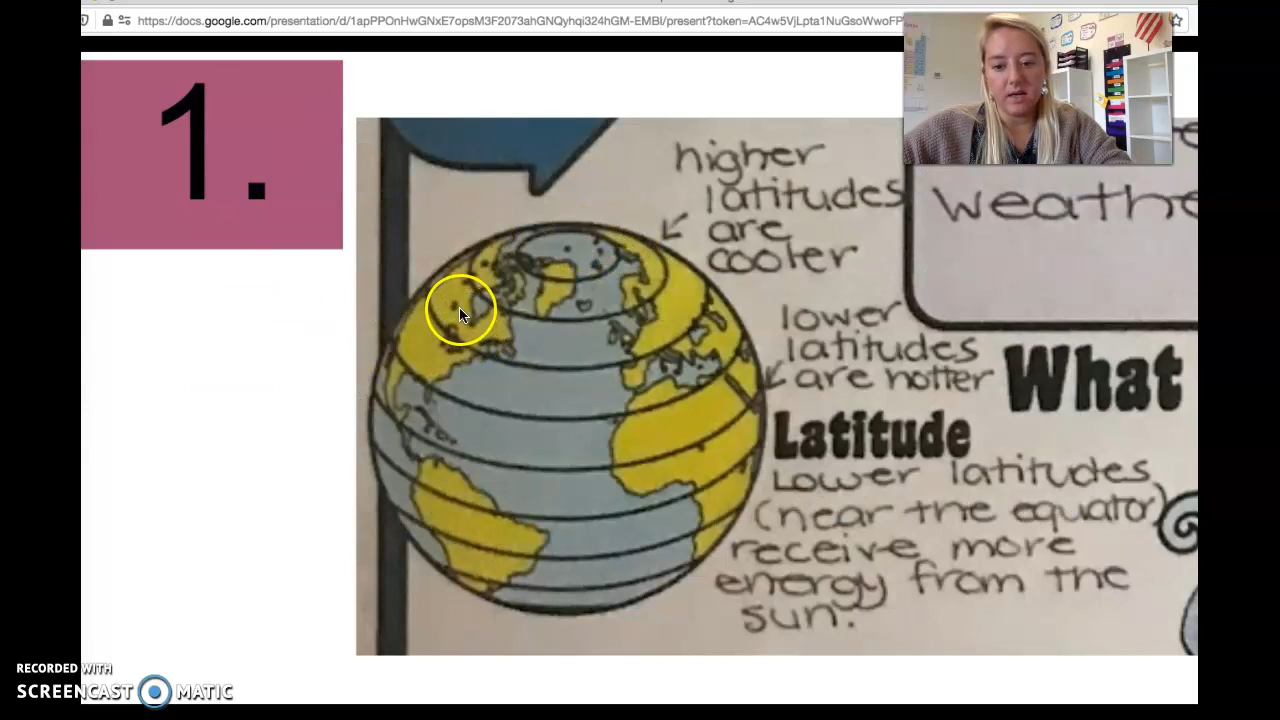 https://docs.google.com/presentation/d/1apPPOnHwGNxE7opsM3F2073ahGNQyhqi324hGM-EMBI/present?token=AC4w5VjLpta1NuGsoWwoFP
1.
higher
latitudes
are
cooler
weathe
lower
latitudes
are hotter
What
Latitude
Lower latitudes
(near the equator)
receive more
energy from the
sun.
RECORDED WITH
SCREENCAST MATIC